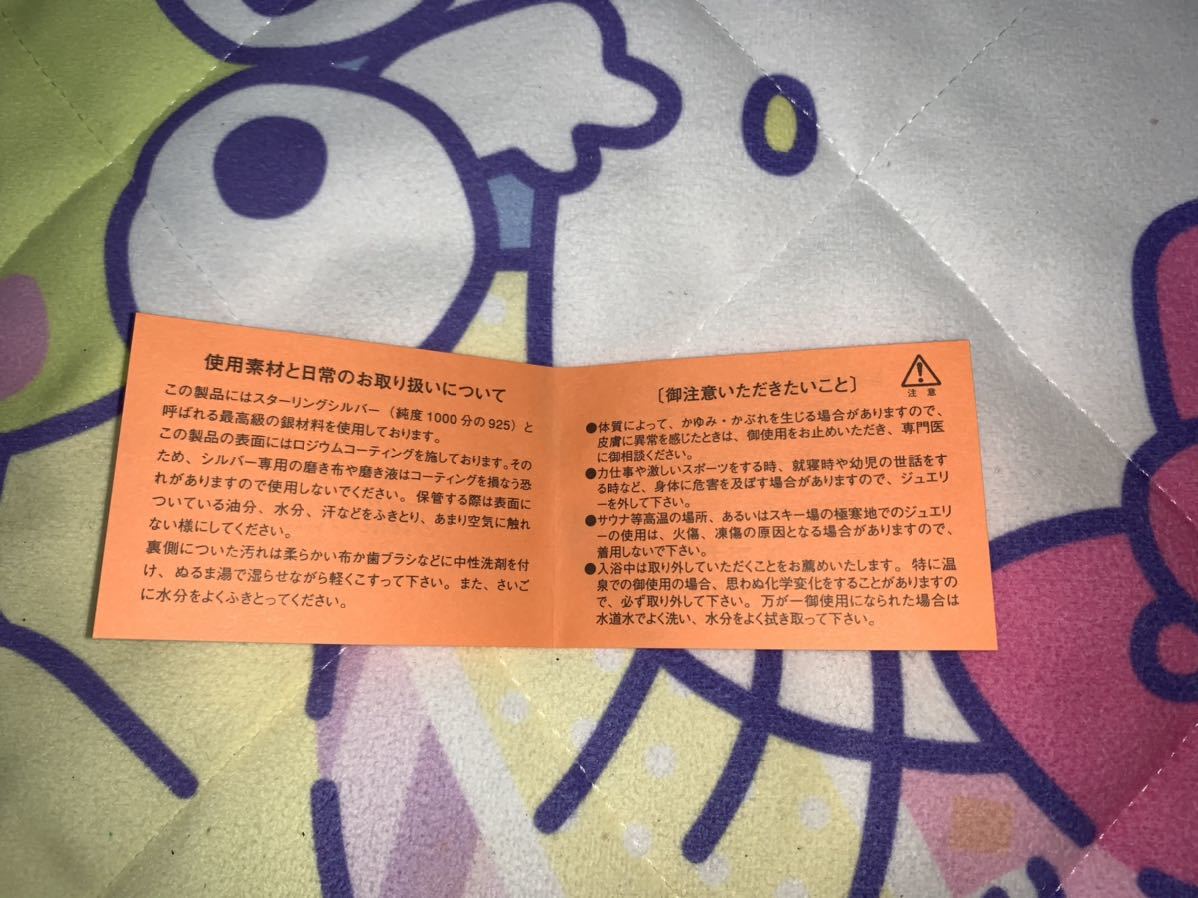 使用素材と日常のお取り扱いについて
この製品にはスターリングシルバー（純度1000分の925）と
呼ばれる最高級の銀材料を使用しております。
この製品の表面にはロジウムコーティングを施しております。その
ため、シルバー専用の磨き布や磨き液はコーティングを損なう恐
れがありますので使用しないでください。保管する際は表面に
ついている油分、水分、汗などをふきとり、あまり空気に触れ
ない様にしてください。
裏側についた汚れは柔らかい布か歯ブラシなどに中性洗剤を付
け、ぬるま湯で湿らせながら軽くこすって下さい。また、さいご
に水分をよくふきとってください。
［御注意いただきたいこと］
注意
●体質によって、かゆみ・かぶれを生じる場合がありますので、
皮膚に異常を感じたときは、御使用をお止めいただき、専門医
に御相談ください。
●力仕事や激しいスポーツをする時、就寝時や幼児の世話をす
る時など、身体に危害を及ぼす場合がありますので、ジュエリ
ーを外して下さい。
●サウナ等高温の場所、あるいはスキー場の極寒地でのジュエリ
ーの使用は、火傷、凍傷の原因となる場合がありますので、
着用しないで下さい。
●入浴中は取り外していただくことをお薦めいたします。特に温
泉での御使用の場合、思わぬ化学変化をすることがありますの
で、必ず取り外して下さい。万が一御使用になられた場合は
水道水でよく洗い、水分をよく拭き取って下さい。